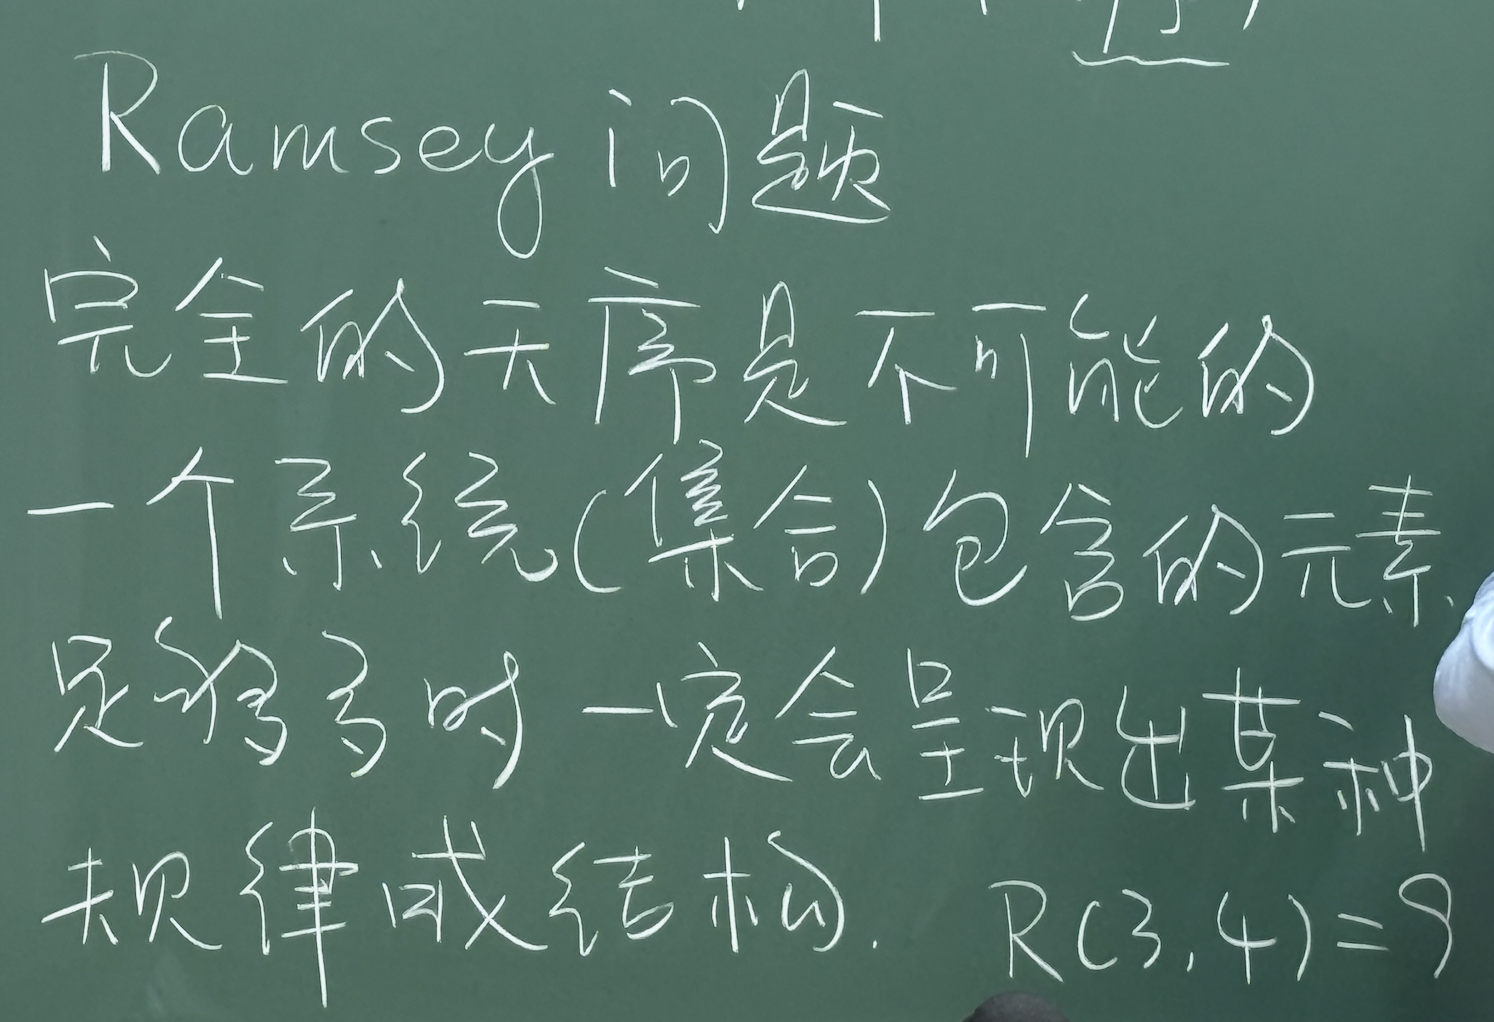 Ramsey问题
完全的无序是不可能的
一个系统(集合)包含的元素
足够多时一定会呈现出某种
规律或结构.
R(3,4)=9